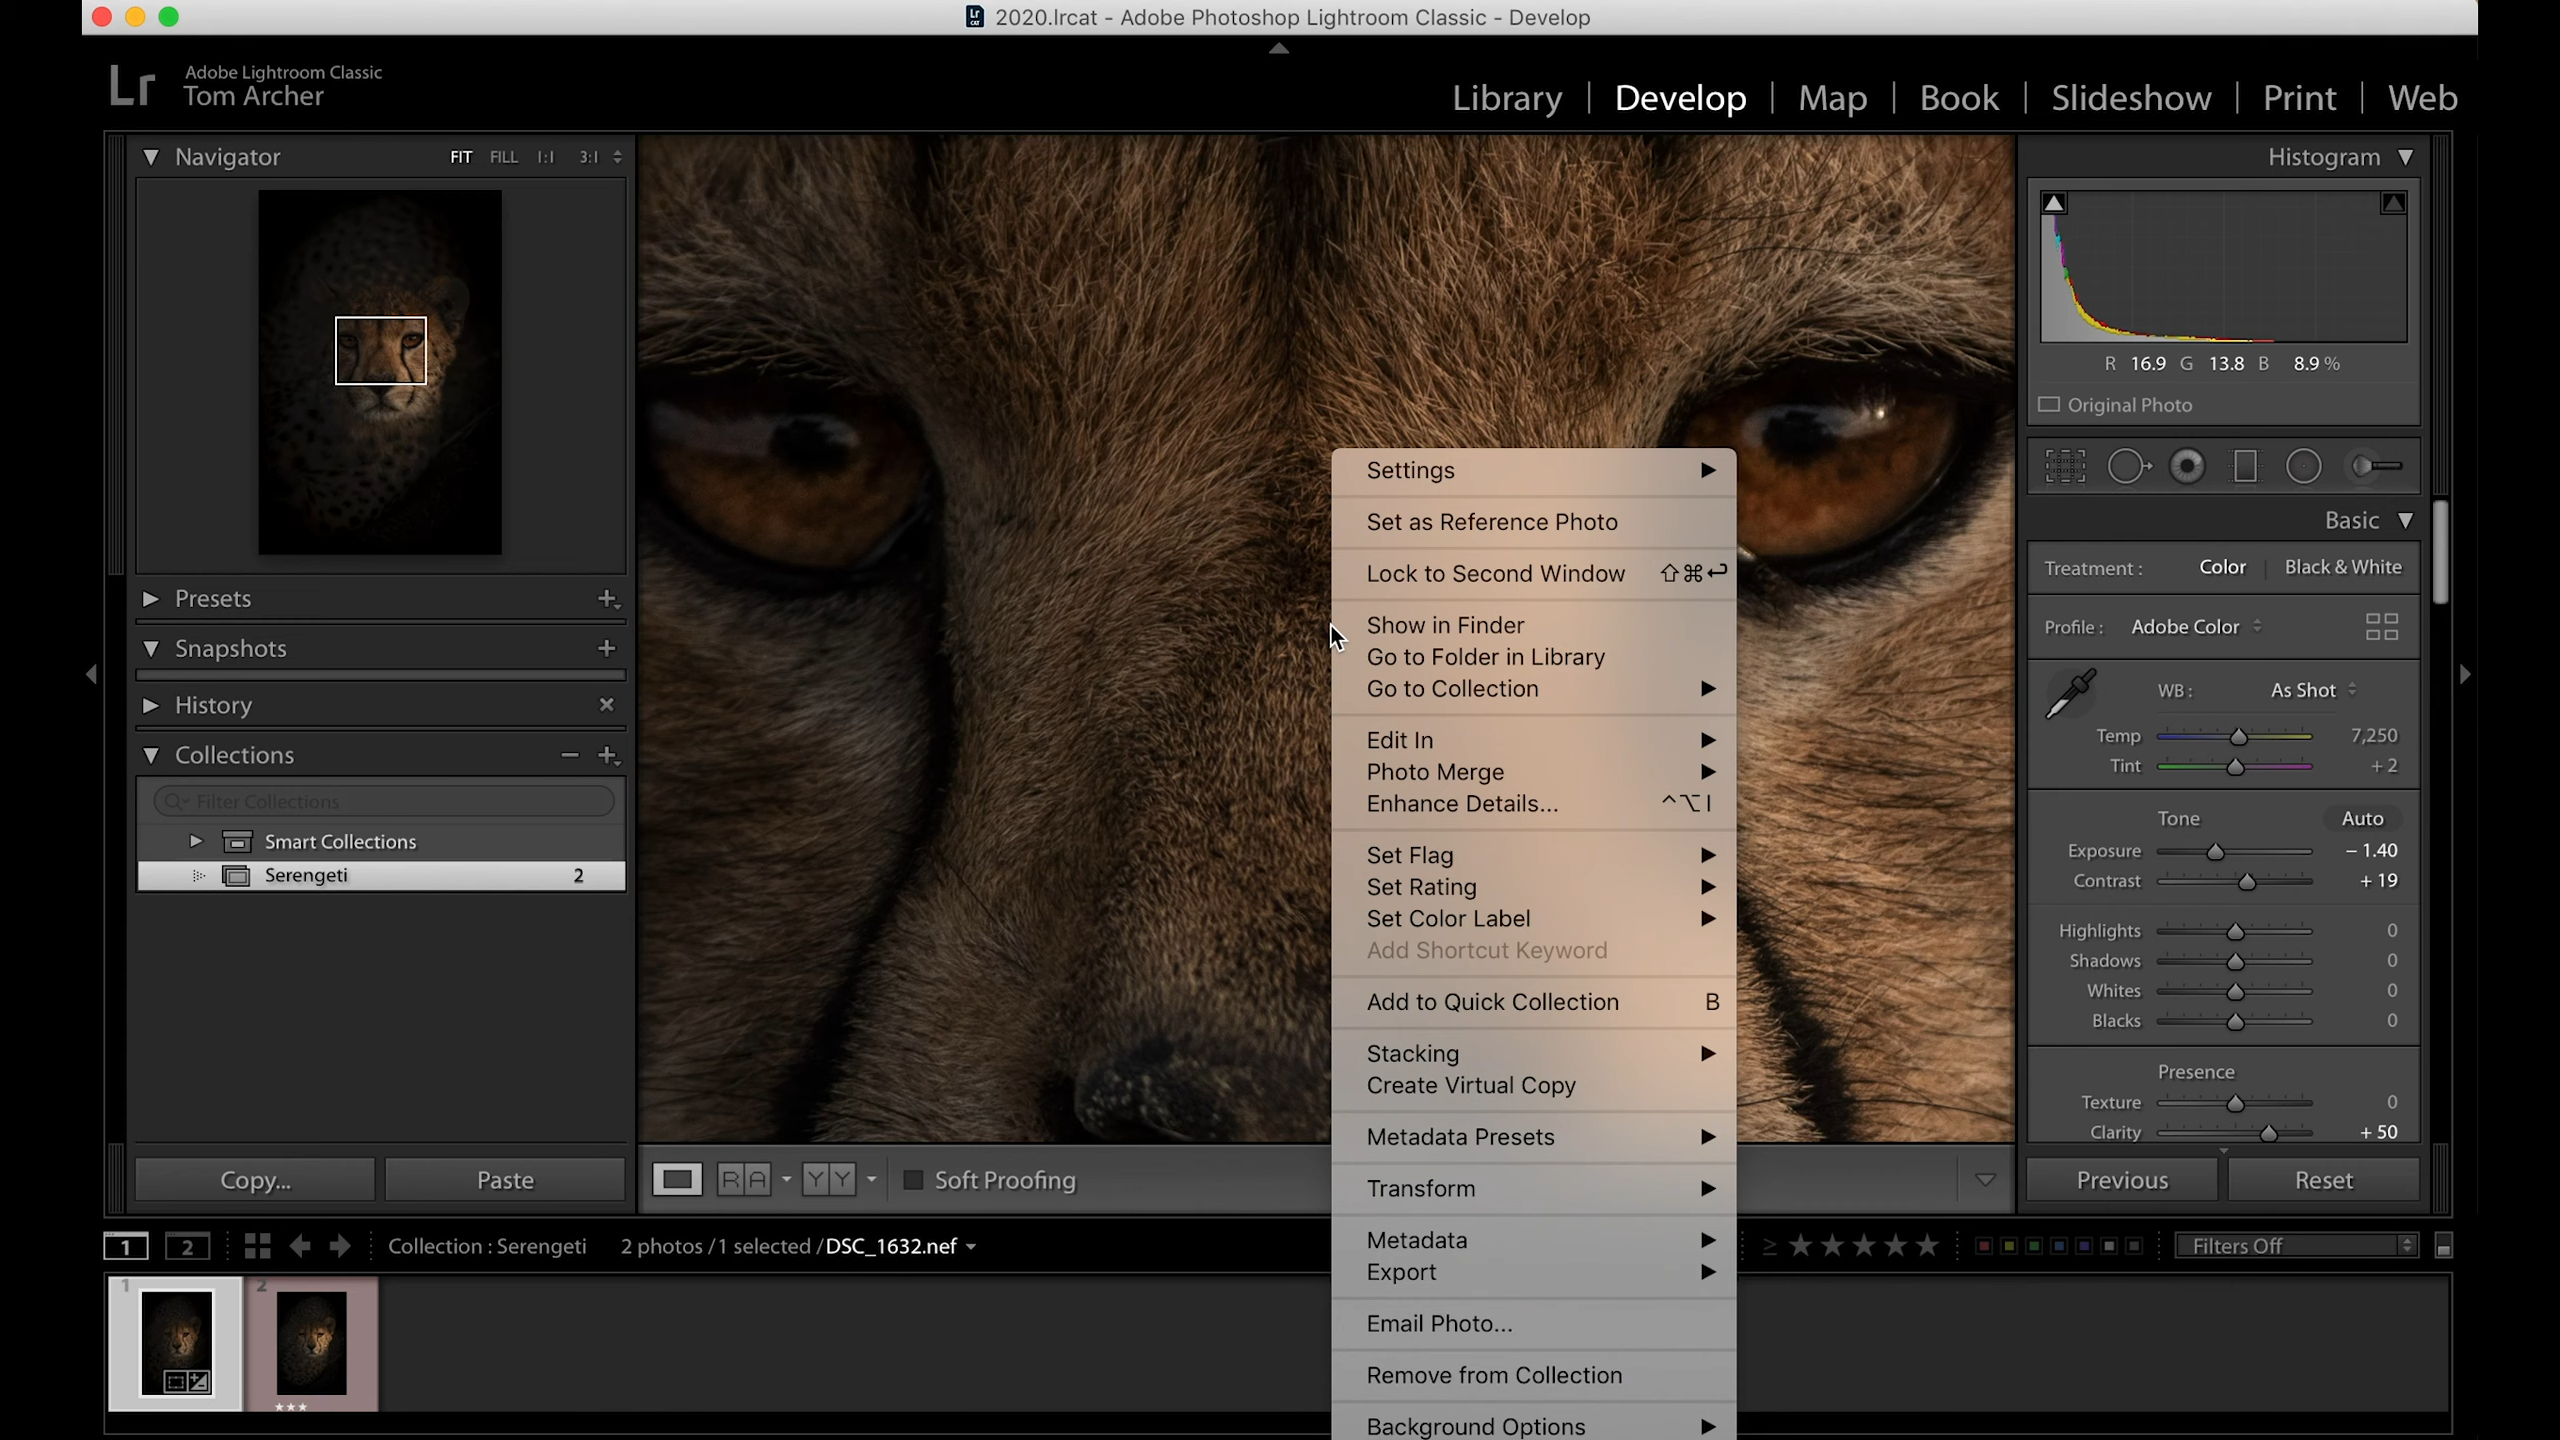 2020.lrcat - Adobe Photoshop Lightroom Classic - Develop
Lr
Adobe Lightroom Classic
Tom Archer
Library | Develop | Map | Book | Slideshow | Print | Web
Navigator FIT FILL 1:1 3:1
Presets
Snapshots
History
Collections
Filter Collections
Smart Collections
Serengeti 2
Copy... Paste
Settings
Set as Reference Photo
Lock to Second Window ⇧⌘↩
Show in Finder
Go to Folder in Library
Go to Collection
Edit In
Photo Merge
Enhance Details... ^⌥I
Set Flag
Set Rating
Set Color Label
Add Shortcut Keyword
Add to Quick Collection B
Stacking
Create Virtual Copy
Metadata Presets
Transform
Metadata
Export
Email Photo...
Remove from Collection
Background Options
RA YY Soft Proofing
Histogram
R 16.9 G 13.8 B 8.9 %
Original Photo
Basic
Treatment : Color Black & White
Profile : Adobe Color
WB : As Shot
Temp 7,250
Tint + 2
Tone Auto
Exposure – 1.40
Contrast + 19
Highlights 0
Shadows 0
Whites 0
Blacks 0
Presence
Texture 0
Clarity + 50
Previous Reset
1 2 Collection : Serengeti 2 photos / 1 selected / DSC_1632.nef ≥ ★★★★★ Filters Off
1 2
★★★